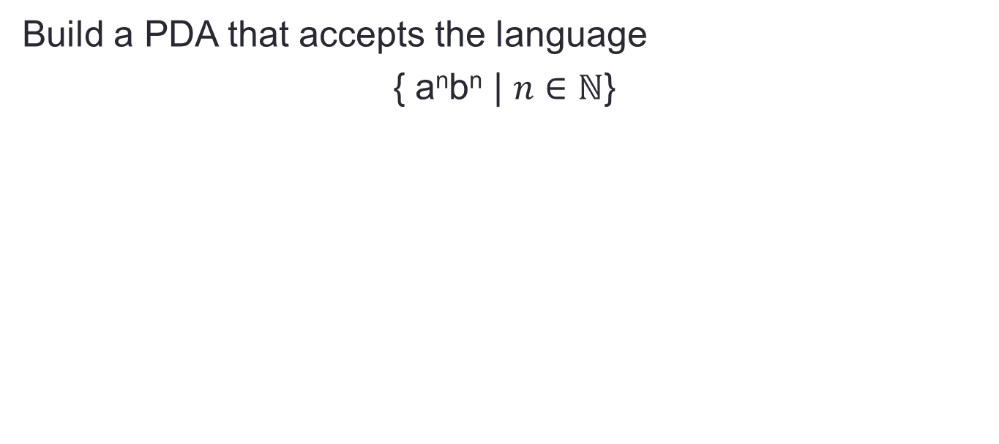 Build a PDA that accepts the language
{ aⁿbⁿ | 𝑛 ∈ ℕ}